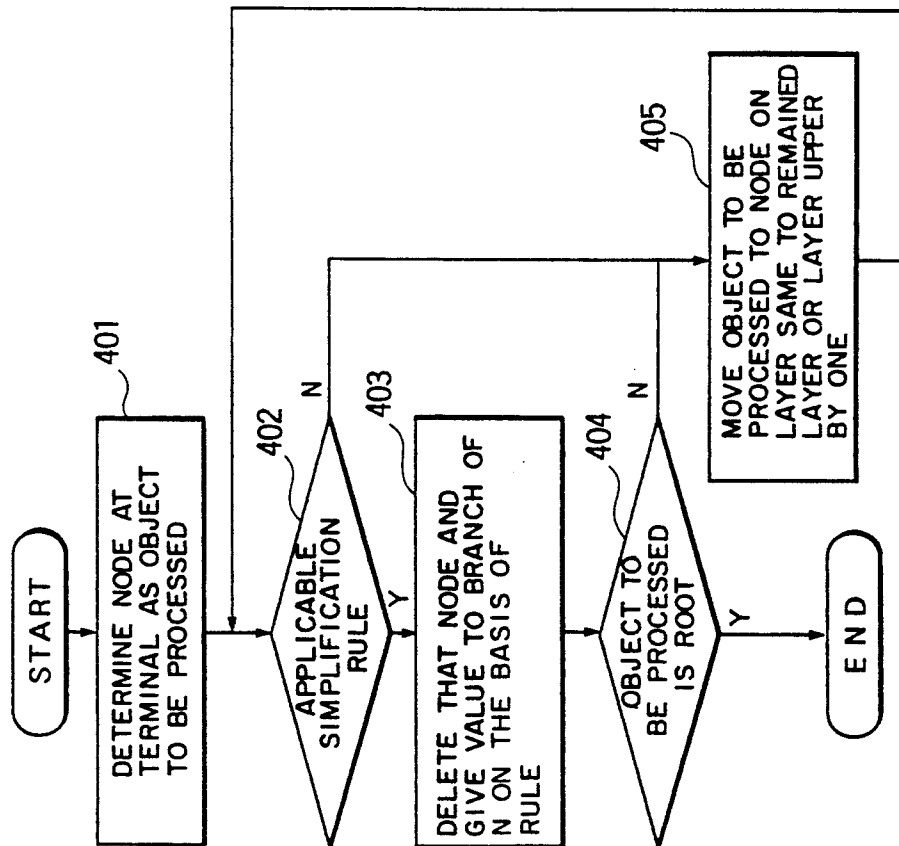 START
401
DETERMINE NODE AT
TERMINAL AS OBJECT
TO BE PROCESSED
402
APPLICABLE
SIMPLIFICATION
RULE
N
Y
403
DELETE THAT NODE AND
GIVE VALUE TO BRANCH OF
N ON THE BASIS OF
RULE
404
OBJECT TO
BE PROCESSED
IS ROOT
N
Y
405
MOVE OBJECT TO BE
PROCESSED TO NODE ON
LAYER SAME TO REMAINED
LAYER OR LAYER UPPER
BY ONE
END